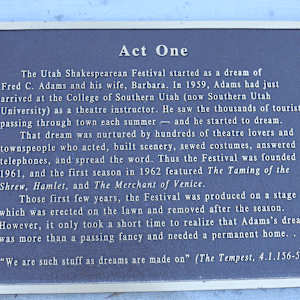 Act One
The Utah Shakespearean Festival started as a dream of
Fred C. Adams and his wife, Barbara. In 1959, Adams had just
arrived at the College of Southern Utah (now Southern Utah
University) as a theatre instructor. He saw the thousands of tourist
passing through town each summer — and he started to dream.
That dream was nurtured by hundreds of theatre lovers and
townspeople who acted, built scenery, sewed costumes, answered
telephones, and spread the word. Thus the Festival was founded
1961, and the first season in 1962 featured The Taming of the
Shrew, Hamlet, and The Merchant of Venice.
Those first few years, the Festival was produced on a stage
which was erected on the lawn and removed after the season.
However, it only took a short time to realize that Adams's drea
was more than a passing fancy and needed a permanent home. . .
“We are such stuff as dreams are made on” (The Tempest, 4.1.156-5